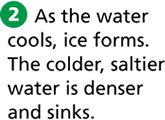 2 As the water
cools, ice forms.
The colder, saltier
water is denser
and sinks.